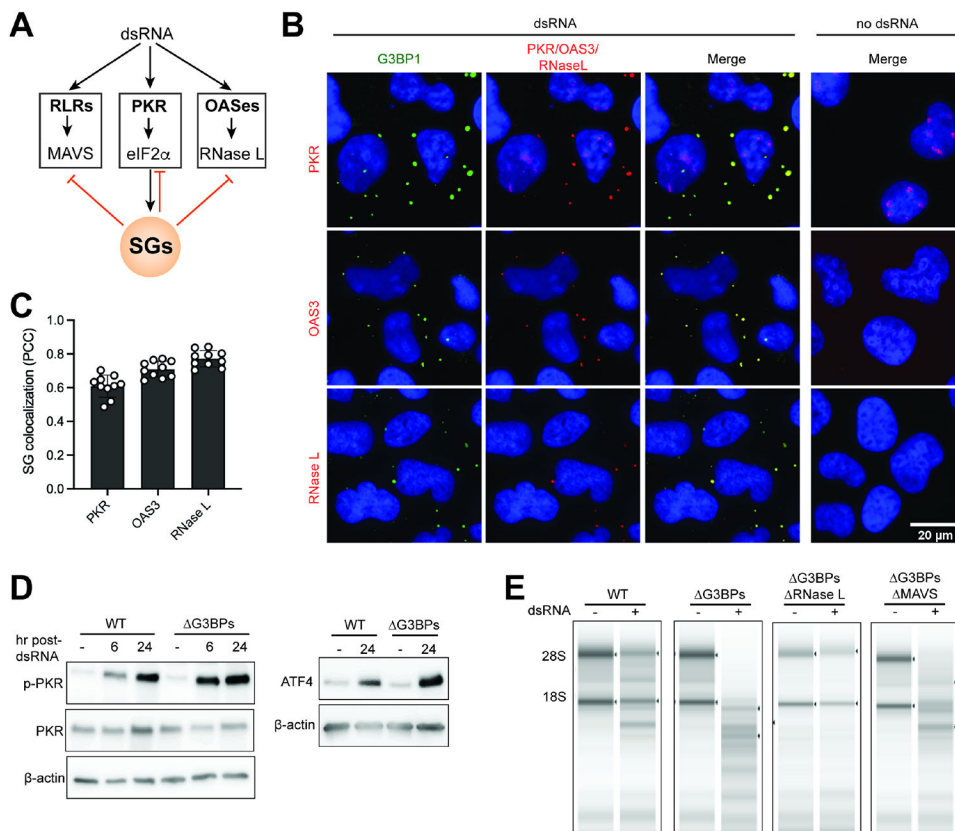 A
dsRNA
RLRs
MAVS
PKR
eIF2α
OASes
RNase L
SGs
B
dsRNA
no dsRNA
G3BP1
PKR/OAS3/
RNaseL
Merge
Merge
PKR
OAS3
RNase L
20 µm
C
SG colocalization (PCC)
1.0
0.8
0.6
0.4
0.2
0.0
PKR
OAS3
RNase L
D
WT
ΔG3BPs
hr post-
dsRNA
- 6 24 - 6 24
p-PKR
PKR
β-actin
WT
ΔG3BPs
- 24 - 24
ATF4
β-actin
E
WT
ΔG3BPs
ΔG3BPs
ΔRNase L
ΔG3BPs
ΔMAVS
dsRNA - + - + - + - +
28S
18S